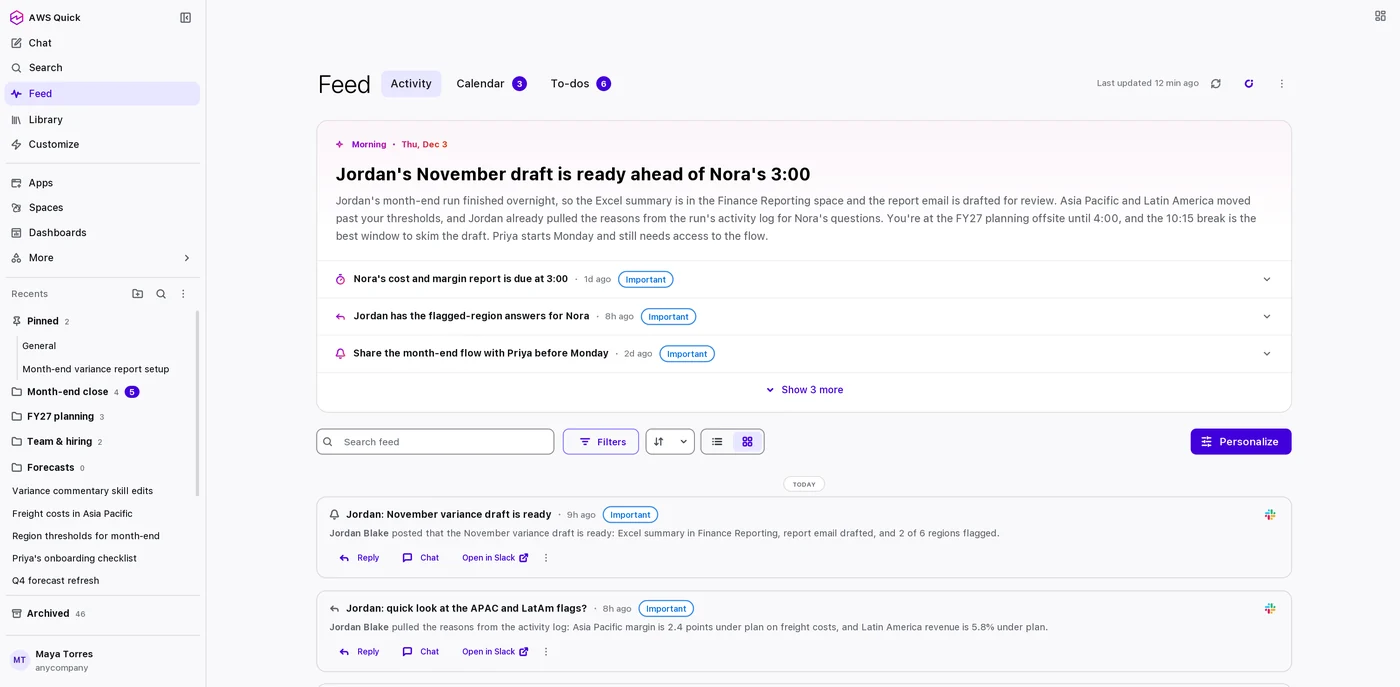 AWS Quick
Chat
Search
Feed
Library
Customize
Apps
Spaces
Dashboards
More
Recents
Pinned 2
General
Month-end variance report setup
Month-end close 4 5
FY27 planning 3
Team & hiring 2
Forecasts 0
Variance commentary skill edits
Freight costs in Asia Pacific
Region thresholds for month-end
Priya's onboarding checklist
Q4 forecast refresh
Archived 46
MT Maya Torres
anycompany
Feed Activity Calendar 3 To-dos 6
Last updated 12 min ago
Morning · Thu, Dec 3
Jordan's November draft is ready ahead of Nora's 3:00
Jordan's month-end run finished overnight, so the Excel summary is in the Finance Reporting space and the report email is drafted for review. Asia Pacific and Latin America moved
past your thresholds, and Jordan already pulled the reasons from the run's activity log for Nora's questions. You're at the FY27 planning offsite until 4:00, and the 10:15 break is the
best window to skim the draft. Priya starts Monday and still needs access to the flow.
Nora's cost and margin report is due at 3:00 · 1d ago Important
Jordan has the flagged-region answers for Nora · 8h ago Important
Share the month-end flow with Priya before Monday · 2d ago Important
Show 3 more
Search feed Filters Personalize
TODAY
Jordan: November variance draft is ready · 9h ago Important
Jordan Blake posted that the November variance draft is ready: Excel summary in Finance Reporting, report email drafted, and 2 of 6 regions flagged.
Reply Chat Open in Slack
Jordan: quick look at the APAC and LatAm flags? · 8h ago Important
Jordan Blake pulled the reasons from the activity log: Asia Pacific margin is 2.4 points under plan on freight costs, and Latin America revenue is 5.8% under plan.
Reply Chat Open in Slack